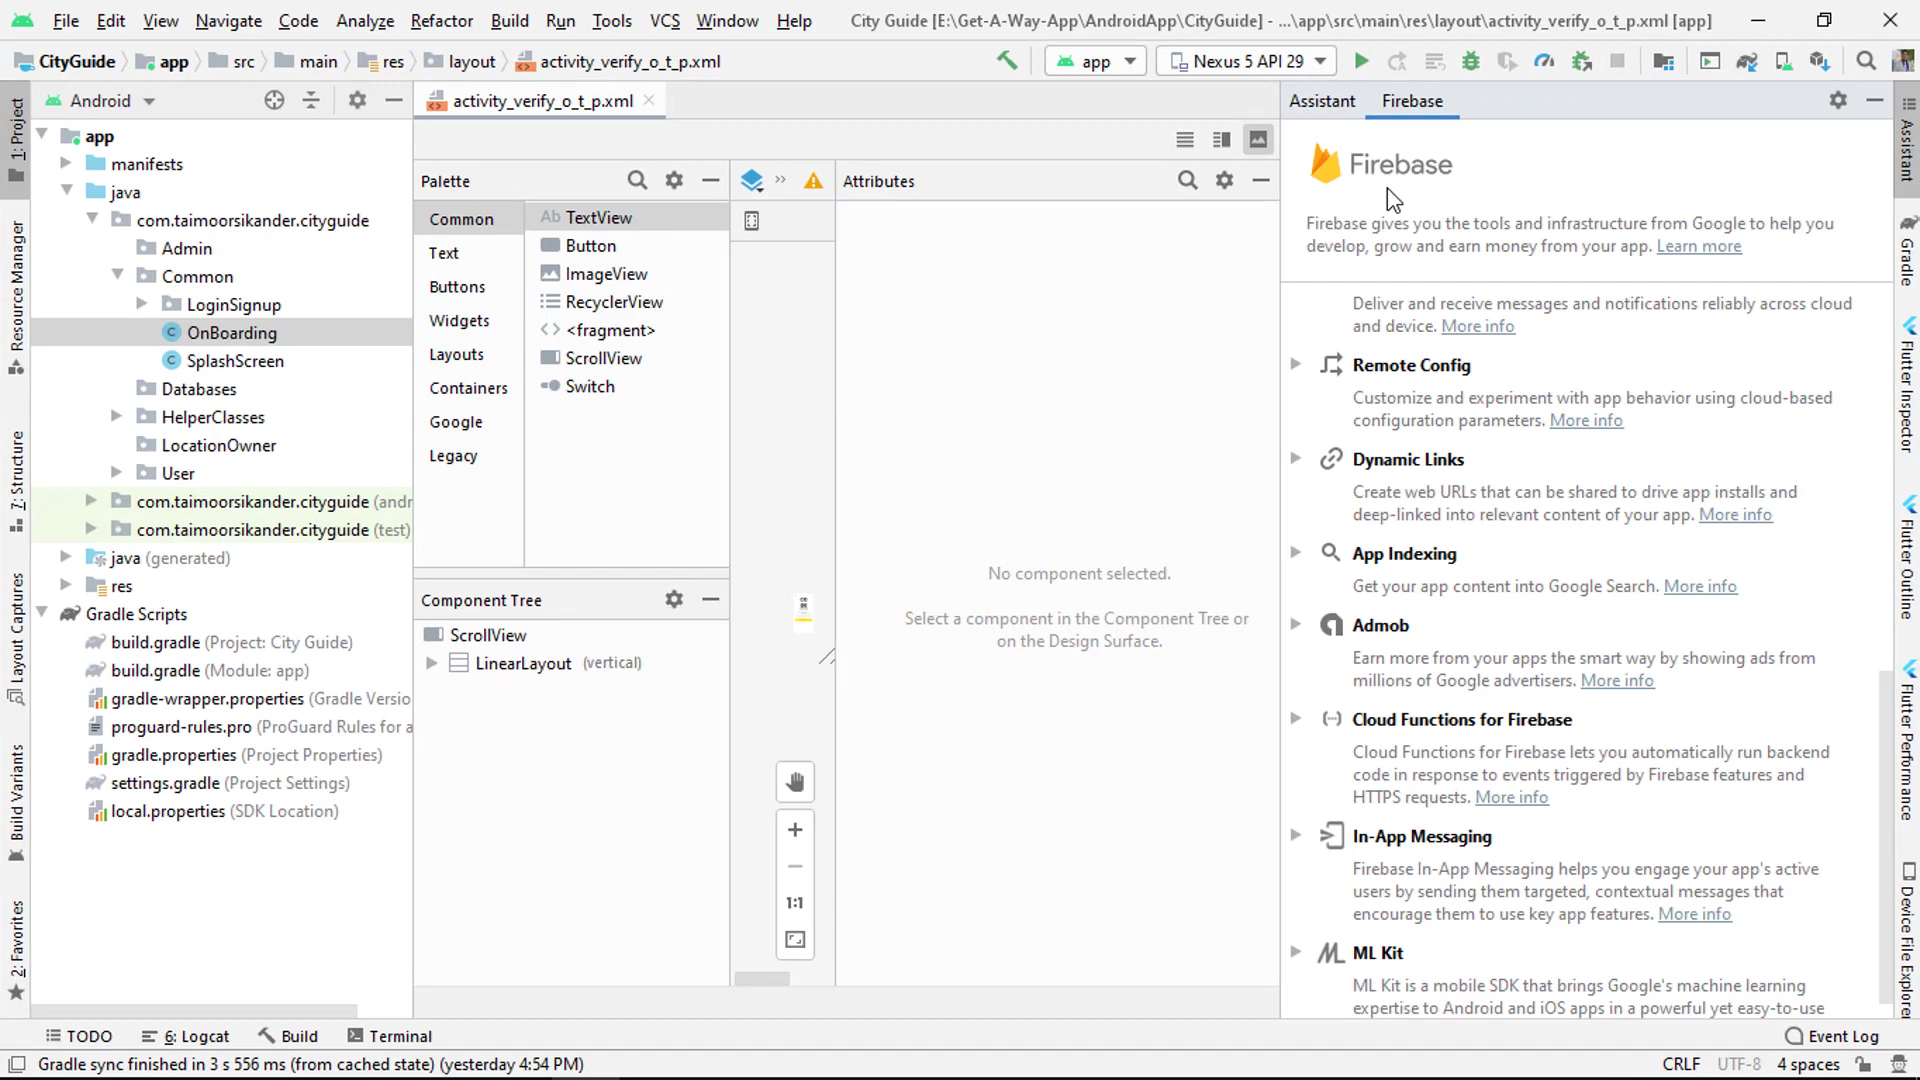 File Edit View Navigate Code Analyze Refactor Build Run Tools VCS Window Help City Guide [E:\Get-A-Way-App\AndroidApp\CityGuide] - ...\app\src\main\res\layout\activity_verify_o_t_p.xml [app]
CityGuide app src main res layout activity_verify_o_t_p.xml app Nexus 5 API 29
Android
activity_verify_o_t_p.xml
Assistant Firebase
1: Project
Resource Manager
7: Structure
Layout Captures
Build Variants
2: Favorites
app
manifests
java
com.taimoorsikander.cityguide
Admin
Common
LoginSignup
OnBoarding
SplashScreen
Databases
HelperClasses
LocationOwner
User
com.taimoorsikander.cityguide (andr
com.taimoorsikander.cityguide (test)
java (generated)
res
Gradle Scripts
build.gradle (Project: City Guide)
build.gradle (Module: app)
gradle-wrapper.properties (Gradle Versio
proguard-rules.pro (ProGuard Rules for a
gradle.properties (Project Properties)
settings.gradle (Project Settings)
local.properties (SDK Location)
Palette
Common
Text
Buttons
Widgets
Layouts
Containers
Google
Legacy
Ab TextView
Button
ImageView
RecyclerView
<fragment>
ScrollView
Switch
Component Tree
ScrollView
LinearLayout (vertical)
1:1
Attributes
No component selected.
Select a component in the Component Tree or
on the Design Surface.
Firebase
Firebase gives you the tools and infrastructure from Google to help you
develop, grow and earn money from your app. Learn more
Deliver and receive messages and notifications reliably across cloud
and device. More info
Remote Config
Customize and experiment with app behavior using cloud-based
configuration parameters. More info
Dynamic Links
Create web URLs that can be shared to drive app installs and
deep-linked into relevant content of your app. More info
App Indexing
Get your app content into Google Search. More info
Admob
Earn more from your apps the smart way by showing ads from
millions of Google advertisers. More info
Cloud Functions for Firebase
Cloud Functions for Firebase lets you automatically run backend
code in response to events triggered by Firebase features and
HTTPS requests. More info
In-App Messaging
Firebase In-App Messaging helps you engage your app's active
users by sending them targeted, contextual messages that
encourage them to use key app features. More info
ML Kit
ML Kit is a mobile SDK that brings Google's machine learning
expertise to Android and iOS apps in a powerful yet easy-to-use
Assistant
Gradle
Flutter Inspector
Flutter Outline
Flutter Performance
Device File Explorer
TODO 6: Logcat Build Terminal Event Log
Gradle sync finished in 3 s 556 ms (from cached state) (yesterday 4:54 PM) CRLF UTF-8 4 spaces